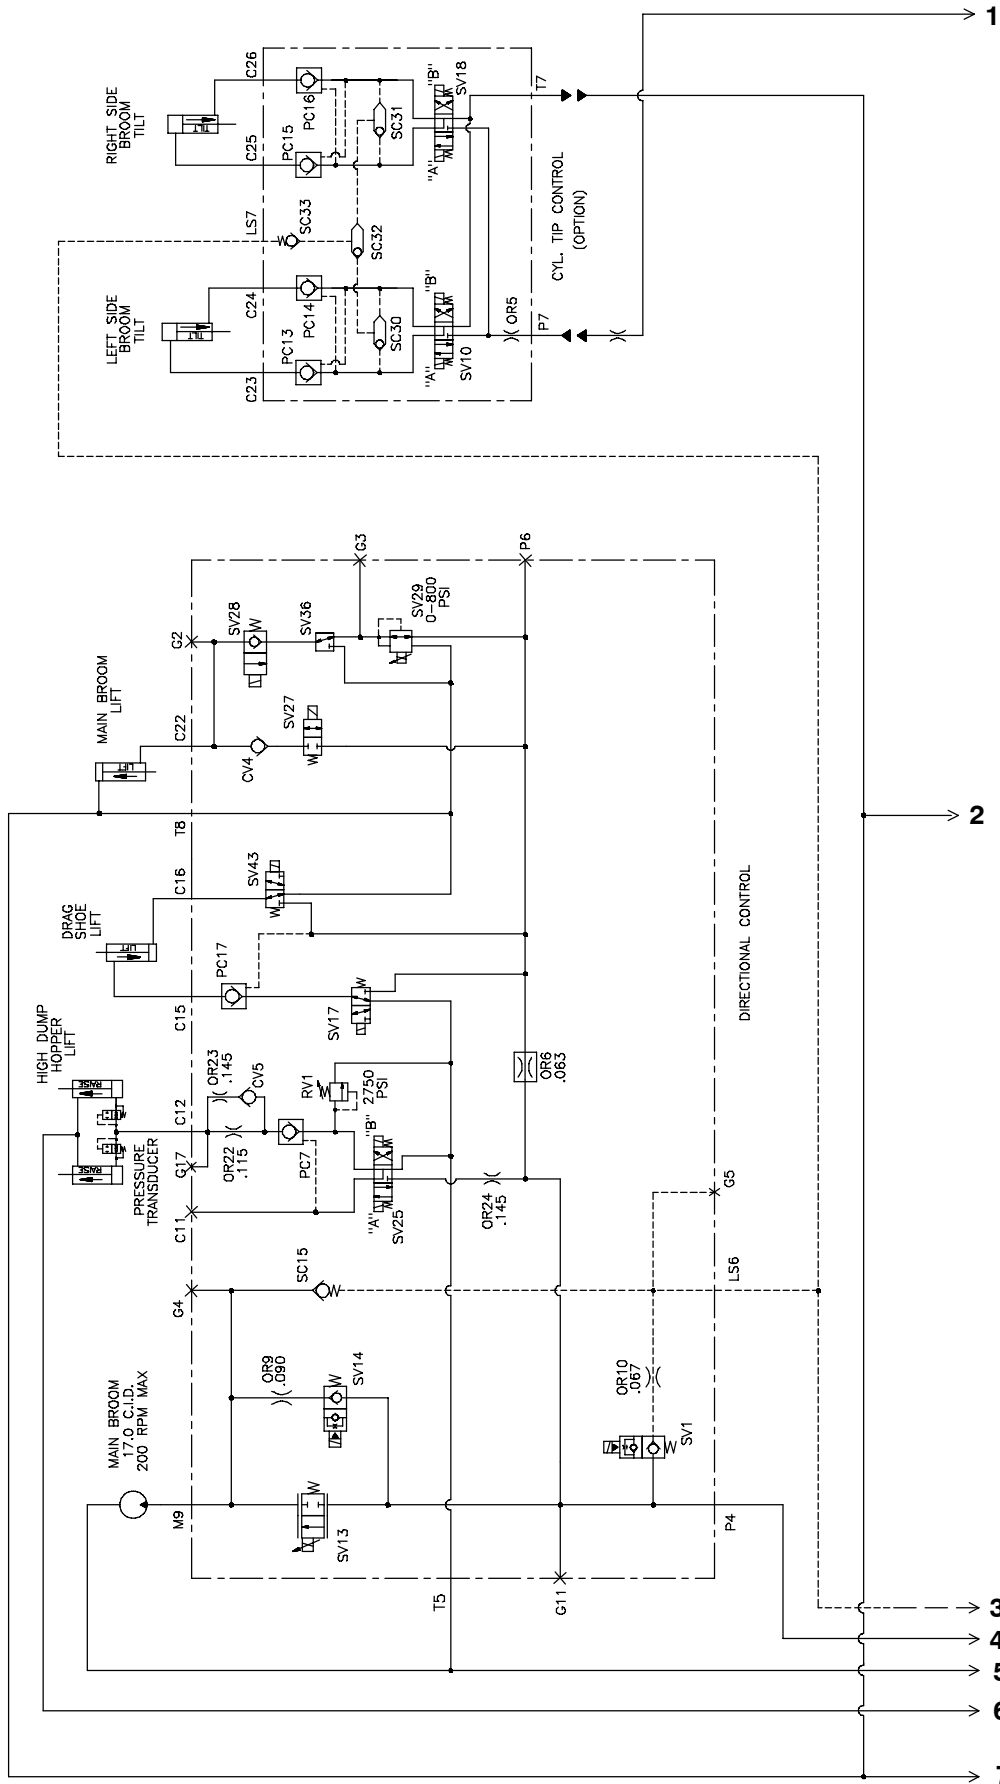 1
RIGHT SIDE
BROOM
TILT
TILT
C26
C25
PC16
PC15
SC31
"B"
"A"
SV18
T7
LS7
SC33
SC32
CYL. TIP CONTROL
(OPTION)
LEFT SIDE
BROOM
TILT
TILT
C24
C23
PC14
PC13
SC30
"B"
"A"
SV10
OR5
P7
G3
P6
G2
SV28
SV36
SV29
0-800
PSI
MAIN BROOM
LIFT
LIFT
C22
CV4
SV27
T8
2
DRAG
SHOE
LIFT
LIFT
C16
SV43
C15
PC17
SV17
DIRECTIONAL CONTROL
HIGH DUMP
HOPPER
LIFT
RAISE
RAISE
PRESSURE
TRANSDUCER
C12
G17
C11
OR23
.145
CV5
OR22
.115
PC7
RV1
2750
PSI
"B"
"A"
SV25
OR24
.145
OR6
.063
G5
G4
SC15
LS6
MAIN BROOM
17.0 C.I.D.
200 RPM MAX
OR9
.090
SV14
OR10
.067
SV1
M9
SV13
P4
T5
G11
3
4
5
6
7